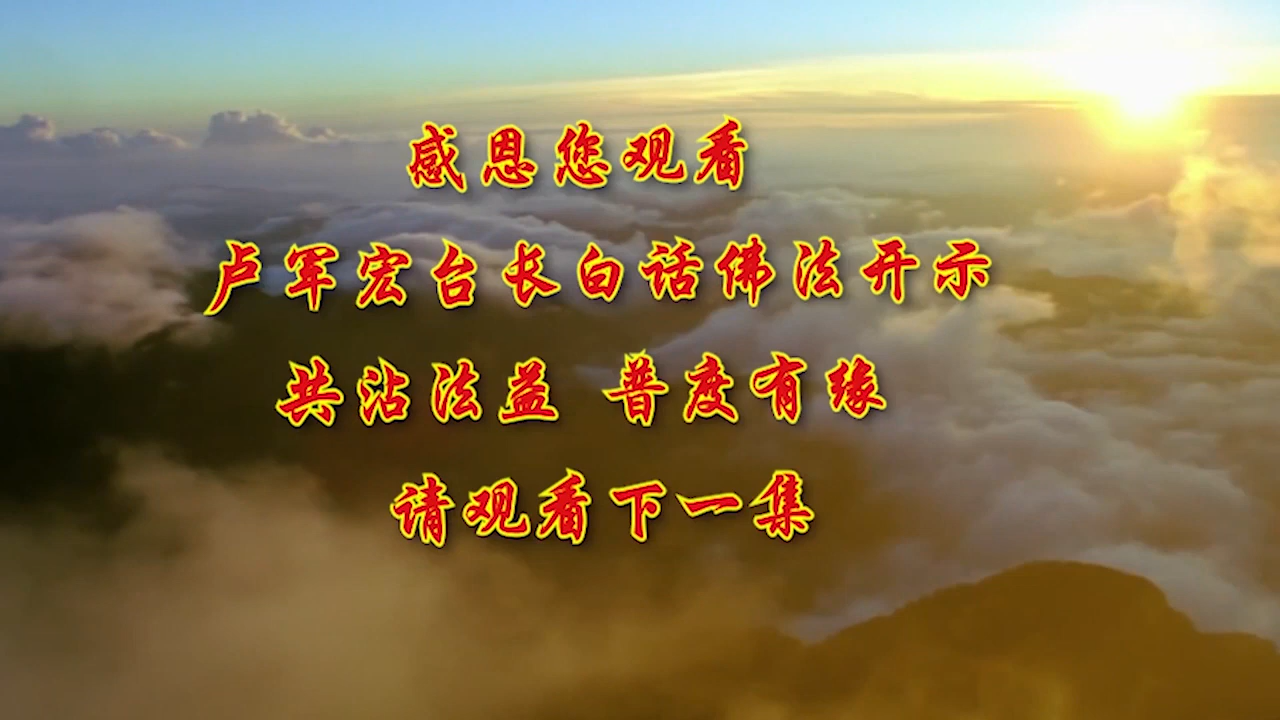 感恩您观看
卢军宏台长白话佛法开示
共沾法益 普度有缘
请观看下一集